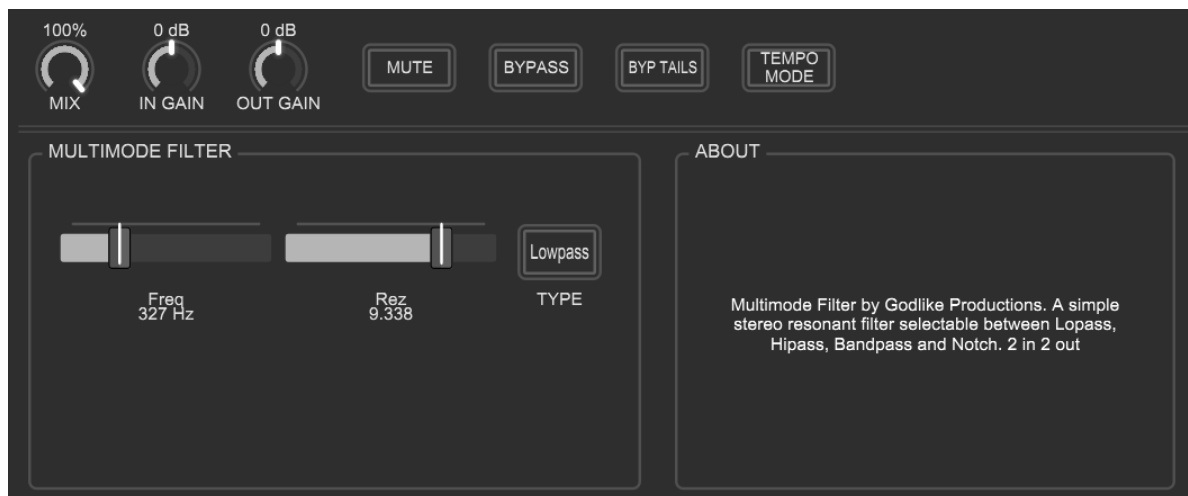 100%
0 dB
0 dB
MIX
IN GAIN
OUT GAIN
MUTE
BYPASS
BYP TAILS
TEMPO
MODE
MULTIMODE FILTER
Freq
327 Hz
Rez
9.338
Lowpass
TYPE
ABOUT
Multimode Filter by Godlike Productions. A simple
stereo resonant filter selectable between Lopass,
Hipass, Bandpass and Notch. 2 in 2 out